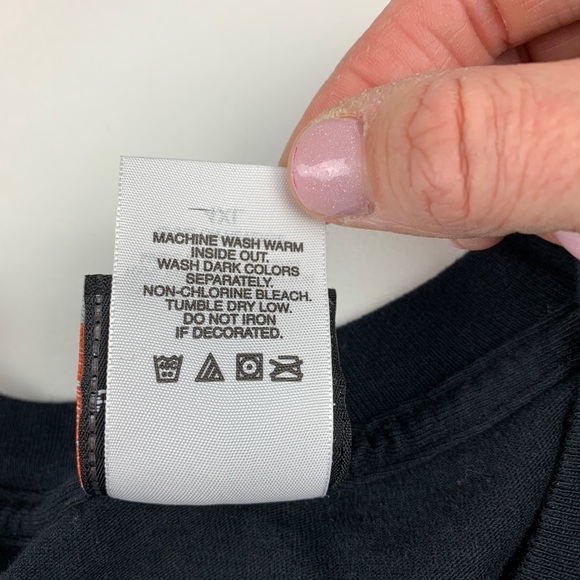 MACHINE WASH WARM
INSIDE OUT.
WASH DARK COLORS
SEPARATELY.
NON-CHLORINE BLEACH.
TUMBLE DRY LOW.
DO NOT IRON
IF DECORATED.